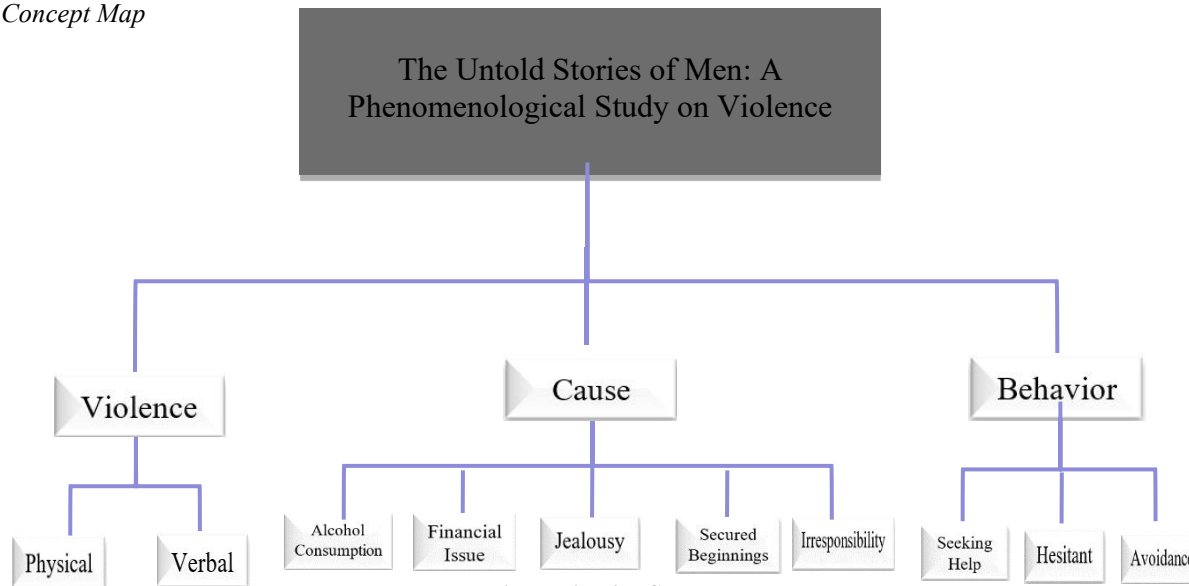 Concept Map
The Untold Stories of Men: A
Phenomenological Study on Violence
Violence
Cause
Behavior
Physical
Verbal
Alcohol
Consumption
Financial
Issue
Jealousy
Secured
Beginnings
Irresponsibility
Seeking
Help
Hesitant
Avoidance